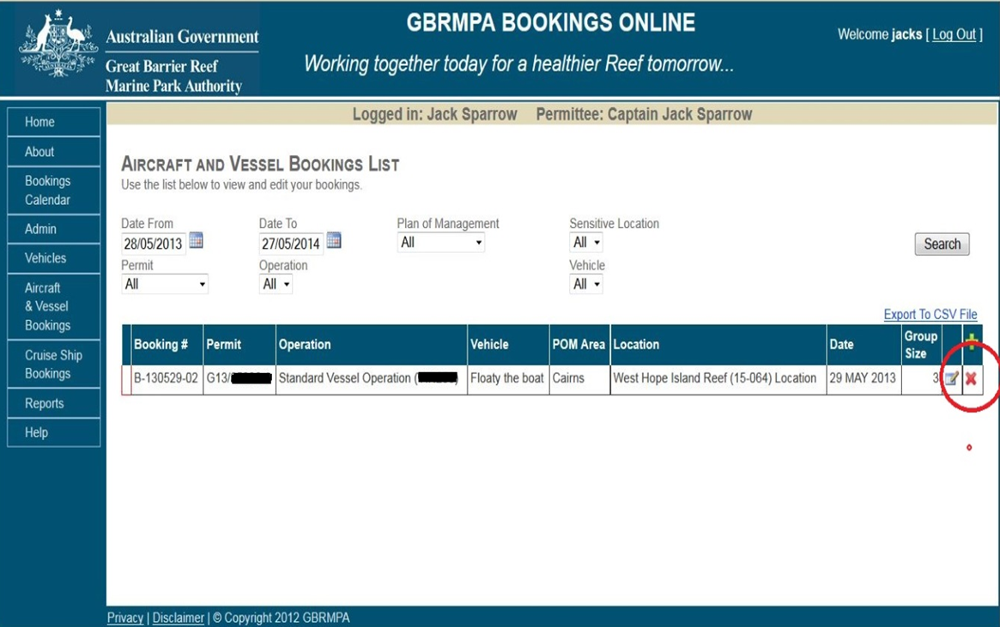 Australian Government
Great Barrier Reef
Marine Park Authority
GBRMPA BOOKINGS ONLINE
Working together today for a healthier Reef tomorrow...
Welcome jacks [ Log Out ]
Logged in: Jack Sparrow Permittee: Captain Jack Sparrow
Home
About
Bookings
Calendar
Admin
Vehicles
Aircraft
& Vessel
Bookings
Cruise Ship
Bookings
Reports
Help
AIRCRAFT AND VESSEL BOOKINGS LIST
Use the list below to view and edit your bookings.
Date From Date To Plan of Management Sensitive Location
28/05/2013 27/05/2014 All All Search
Permit Operation Vehicle
All All All
Export To CSV File
Booking # Permit Operation Vehicle POM Area Location Date Group Size
B-130529-02 G13/ Standard Vessel Operation ( ) Floaty the boat Cairns West Hope Island Reef (15-064) Location 29 MAY 2013 3
Privacy | Disclaimer | © Copyright 2012 GBRMPA